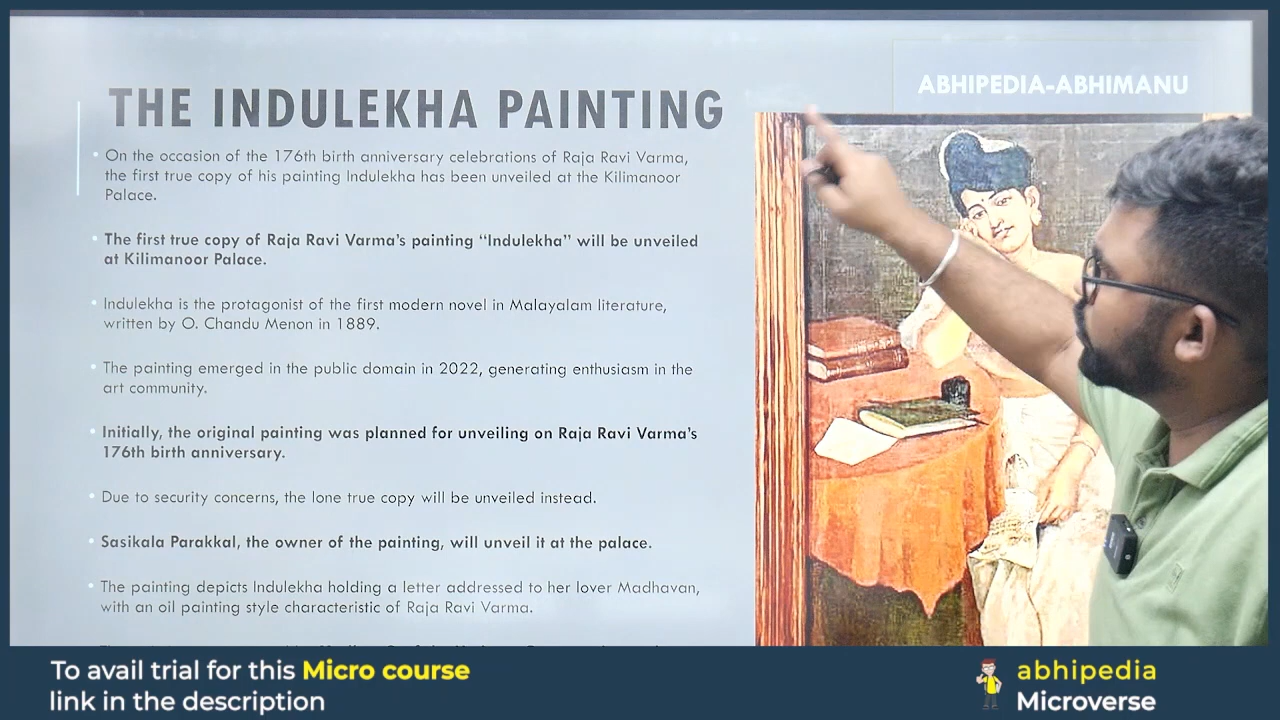 ABHIPEDIA-ABHIMANU
THE INDULEKHA PAINTING
On the occasion of the 176th birth anniversary celebrations of Raja Ravi Varma,
the first true copy of his painting Indulekha has been unveiled at the Kilimanoor
Palace.
The first true copy of Raja Ravi Varma's painting “Indulekha” will be unveiled
at Kilimanoor Palace.
Indulekha is the protagonist of the first modern novel in Malayalam literature,
written by O. Chandu Menon in 1889.
The painting emerged in the public domain in 2022, generating enthusiasm in the
art community.
Initially, the original painting was planned for unveiling on Raja Ravi Varma's
176th birth anniversary.
Due to security concerns, the lone true copy will be unveiled instead.
Sasikala Parakkal, the owner of the painting, will unveil it at the palace.
The painting depicts Indulekha holding a letter addressed to her lover Madhavan,
with an oil painting style characteristic of Raja Ravi Varma.
To avail trial for this Micro course
link in the description
abhipedia
Microverse